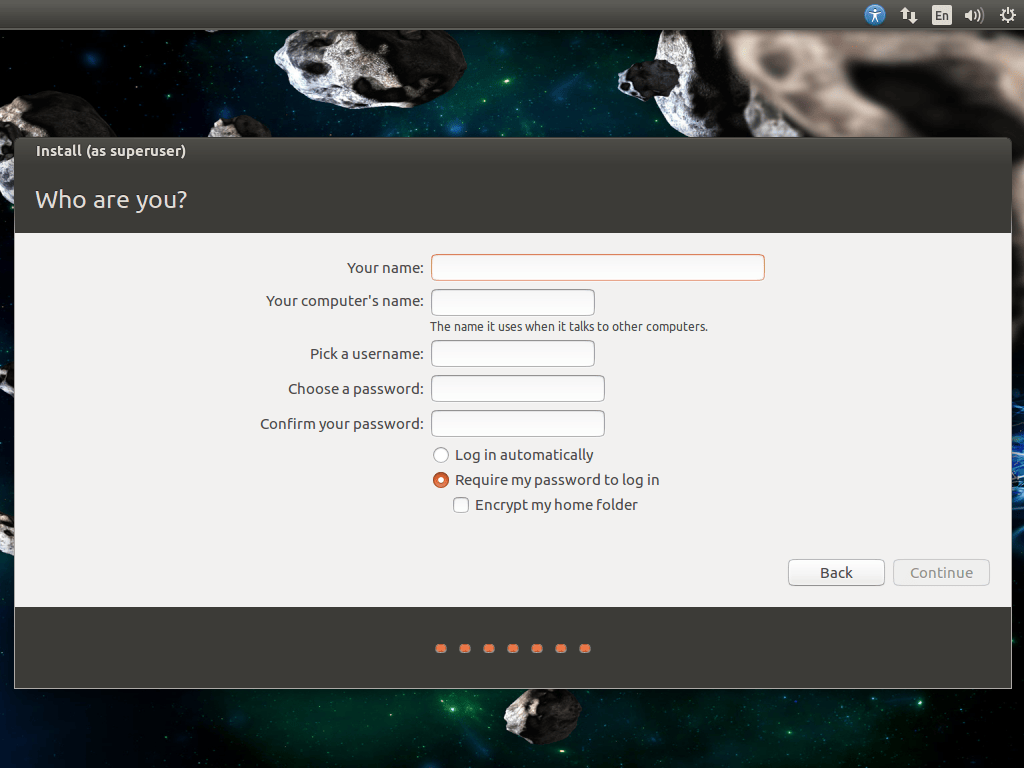 En
Install (as superuser)
Who are you?
Your name:
Your computer's name:
The name it uses when it talks to other computers.
Pick a username:
Choose a password:
Confirm your password:
Log in automatically
Require my password to log in
Encrypt my home folder
Back Continue